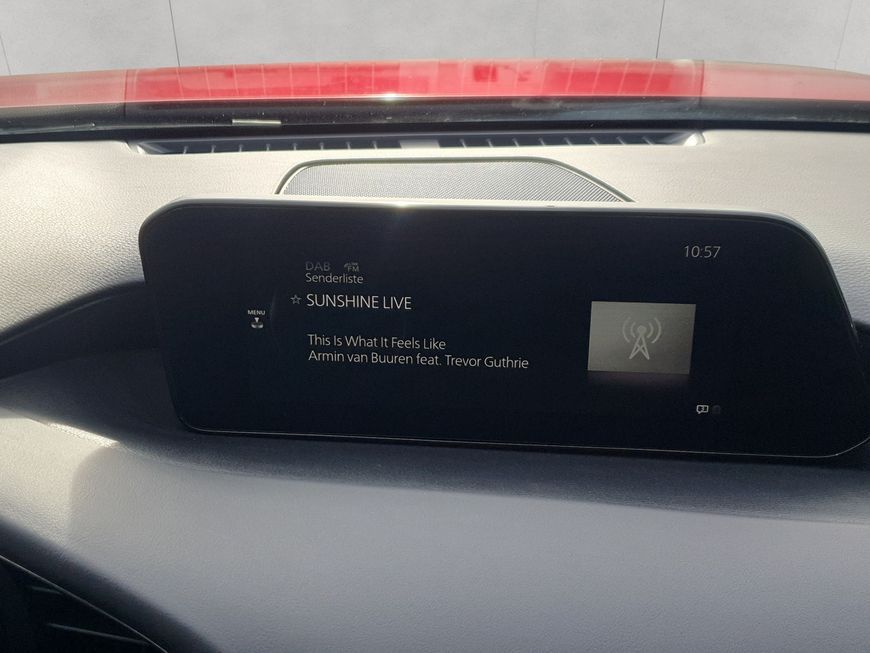 10:57
DAB FM
Senderliste
☆ SUNSHINE LIVE
MENU
This Is What It Feels Like
Armin van Buuren feat. Trevor Guthrie